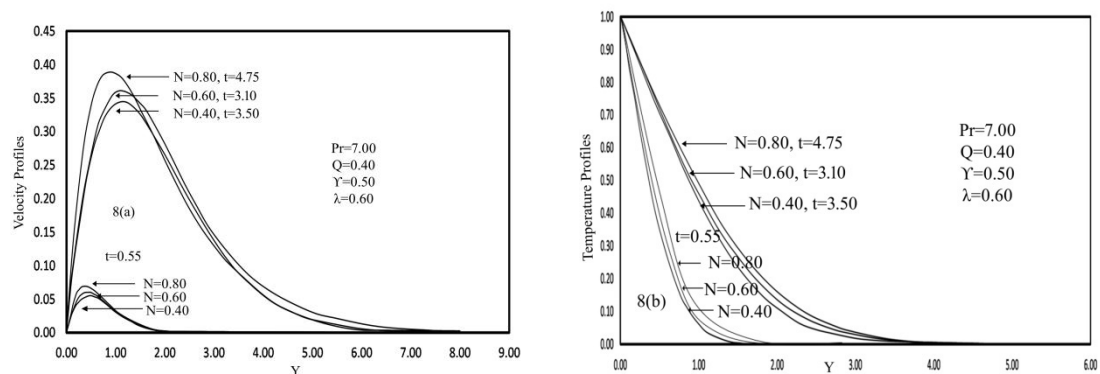 0.45
0.40
0.35
0.30
0.25
0.20
0.15
0.10
0.05
0.00
Velocity Profiles
N=0.80, t=4.75
N=0.60, t=3.10
N=0.40, t=3.50
Pr=7.00
Q=0.40
ϒ=0.50
λ=0.60
8(a)
t=0.55
N=0.80
N=0.60
N=0.40
0.00 1.00 2.00 3.00 4.00 5.00 6.00 7.00 8.00 9.00
Y
1.00
0.90
0.80
0.70
0.60
0.50
0.40
0.30
0.20
0.10
0.00
Temperature Profiles
N=0.80, t=4.75
N=0.60, t=3.10
N=0.40, t=3.50
Pr=7.00
Q=0.40
ϒ=0.50
λ=0.60
t=0.55
N=0.80
N=0.60
N=0.40
8(b)
0.00 1.00 2.00 3.00 4.00 5.00 6.00
Y